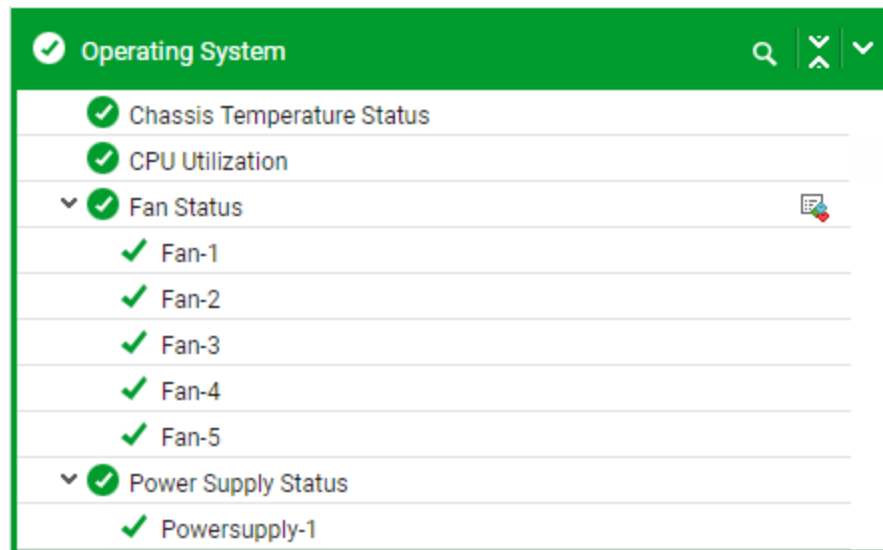 Operating System
Chassis Temperature Status
CPU Utilization
Fan Status
Fan-1
Fan-2
Fan-3
Fan-4
Fan-5
Power Supply Status
Powersupply-1